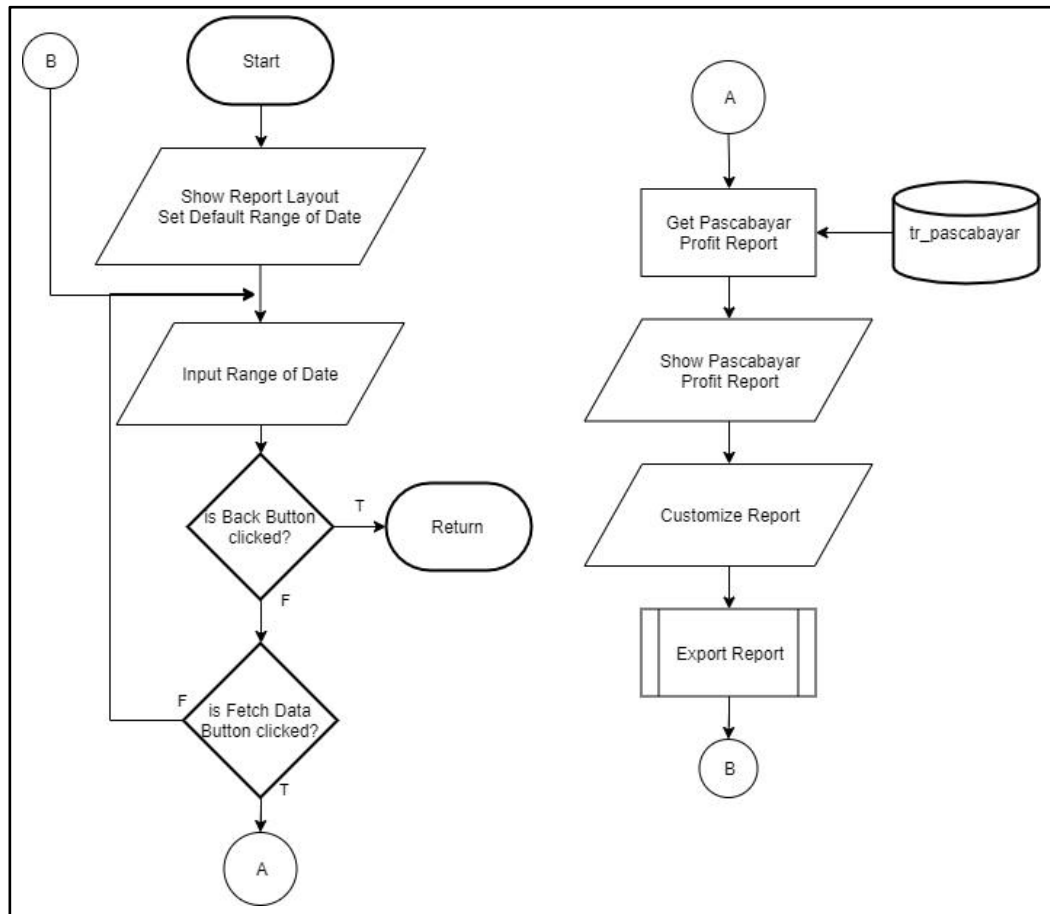 B
Start
Show Report Layout
Set Default Range of Date
Input Range of Date
is Back Button
clicked?
T
Return
F
is Fetch Data
Button clicked?
F
T
A
A
Get Pascabayar
Profit Report
tr_pascabayar
Show Pascabayar
Profit Report
Customize Report
Export Report
B